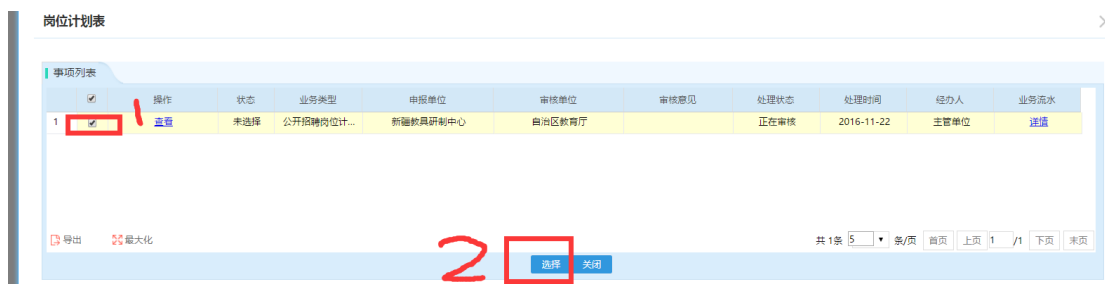 岗位计划表
事项列表
操作 状态 业务类型 申报单位 审核单位 审核意见 处理状态 处理时间 经办人 业务流水
1 查看 未选择 公开招聘岗位计... 新疆教具研制中心 自治区教育厅 正在审核 2016-11-22 主管单位 详情
1
导出 最大化 共1条 5 条/页 首页 上页 1 /1 下页 末页
2
选择 关闭